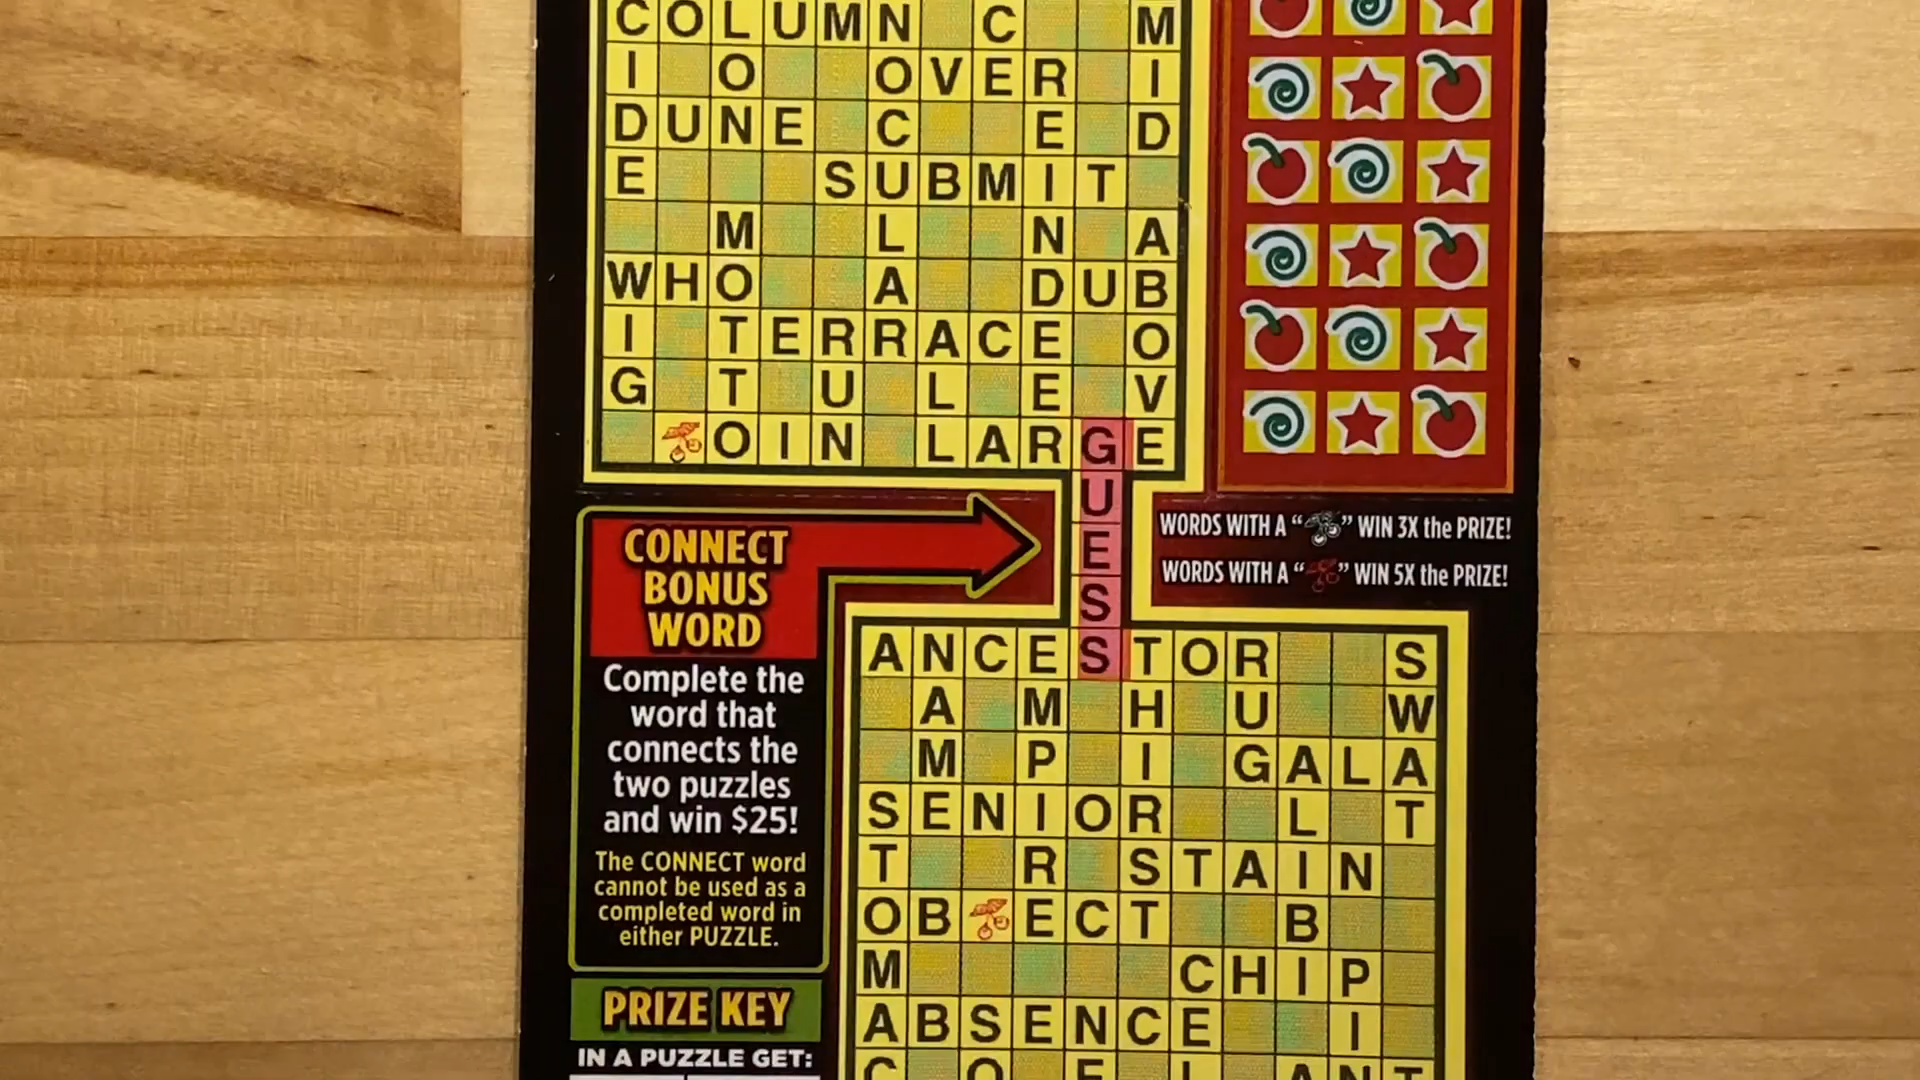 COLUMN C M
I O OVER I
DUNE C E D
E SUBMIT
M L N A
WHO A DUB
I TERRACE O
G T U L E V
OIN LARGE
U
CONNECT
BONUS
WORD
E
S
WORDS WITH A “ ” WIN 3X the PRIZE!
WORDS WITH A “ ” WIN 5X the PRIZE!
Complete the
word that
connects the
two puzzles
and win $25!
The CONNECT word
cannot be used as a
completed word in
either PUZZLE.
PRIZE KEY
IN A PUZZLE GET:
ANCESTOR S
A M H U W
M P I GALA
SENIOR L T
T R STAIN
OB ECT B
M CHIP
ABSENCE I